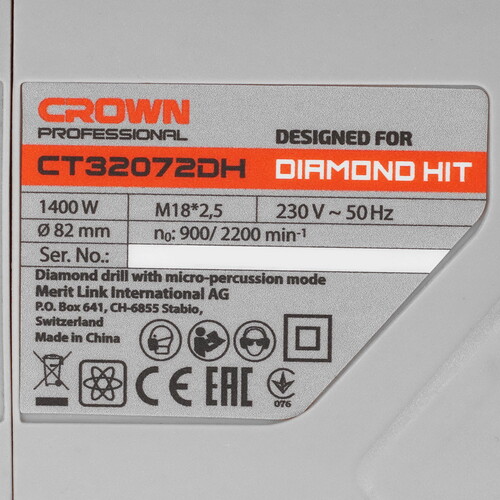 CROWN
PROFESSIONAL
DESIGNED FOR
CT32072DH DIAMOND HIT
1400 W M18*2,5 230 V ~ 50 Hz
Ø 82 mm n₀: 900/ 2200 min⁻¹
Ser. No.:
Diamond drill with micro-percussion mode
Merit Link International AG
P.O. Box 641, CH-6855 Stabio,
Switzerland
Made in China
CE EAC
076